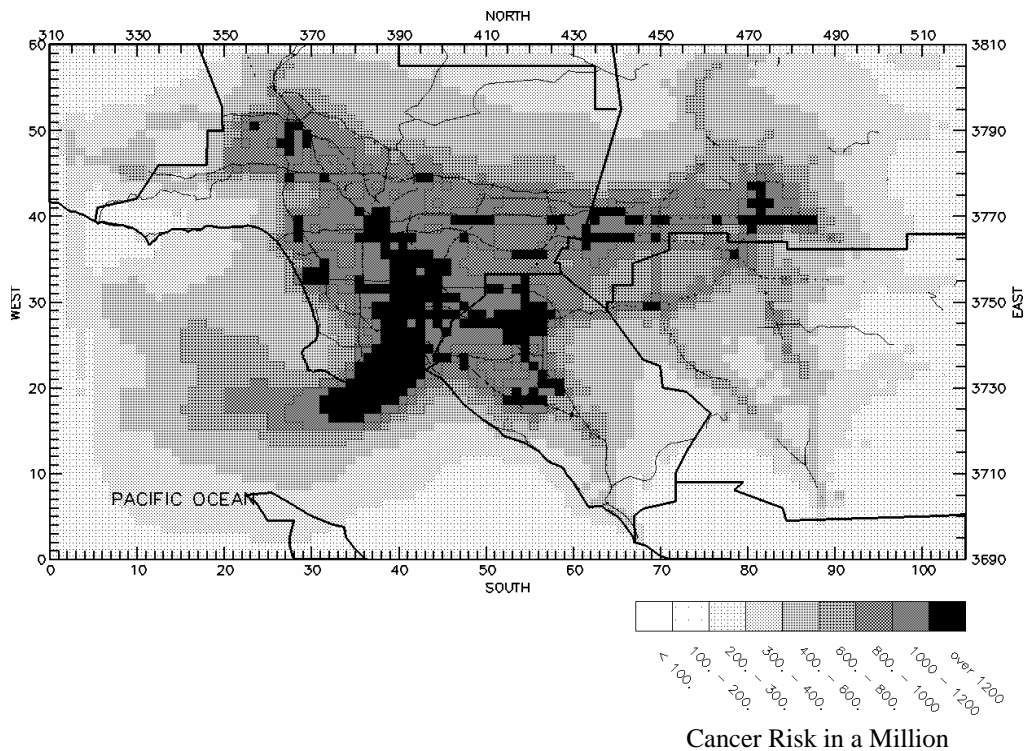 NORTH
310 330 350 370 390 410 430 450 470 490 510
60 3810
50 3790
40 3770
30 3750
20 3730
10 3710
0 3690
WEST
EAST
PACIFIC OCEAN
0 10 20 30 40 50 60 70 80 90 100
SOUTH
< 100.
100. - 200.
200. - 300.
300. - 400.
400. - 600.
600. - 800.
800. - 1000
1000 - 1200
over 1200
Cancer Risk in a Million